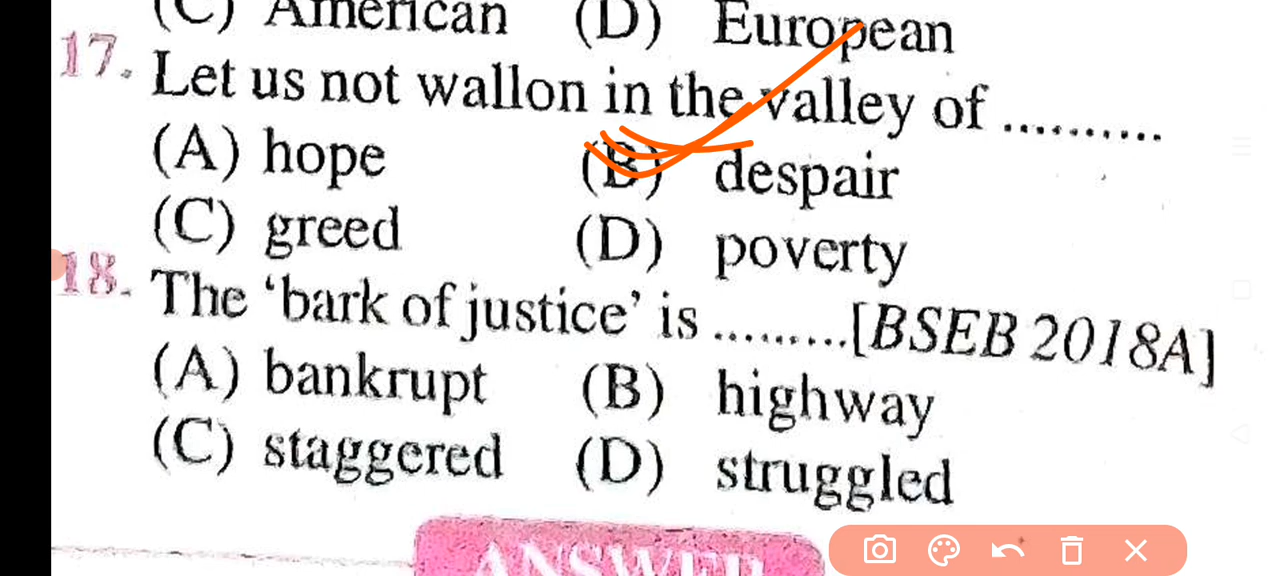 (C) American (D) European
17. Let us not wallon in the valley of ..........
(A) hope (B) despair
(C) greed (D) poverty
18. The ‘bark of justice’ is .........[BSEB 2018A]
(A) bankrupt (B) highway
(C) staggered (D) struggled
ANSWER